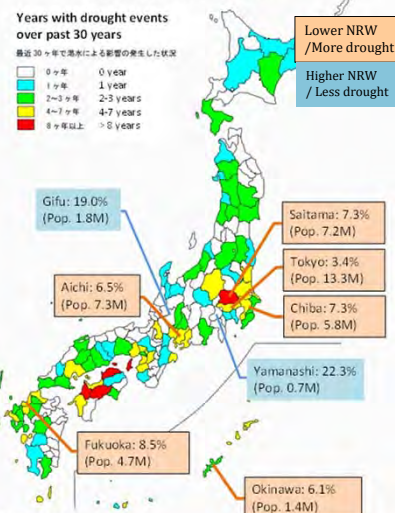 Years with drought events
over past 30 years
最近30ヶ年で渇水による影響の発生した状況
0ヶ年 0 year
1ヶ年 1 year
2~3ヶ年 2-3 years
4~7ヶ年 4-7 years
8ヶ年以上 >8 years
Lower NRW
/More drought
Higher NRW
/ Less drought
Gifu: 19.0%
(Pop. 1.8M)
Saitama: 7.3%
(Pop. 7.2M)
Tokyo: 3.4%
(Pop. 13.3M)
Aichi: 6.5%
(Pop. 7.3M)
Chiba: 7.3%
(Pop. 5.8M)
Yamanashi: 22.3%
(Pop. 0.7M)
Fukuoka: 8.5%
(Pop. 4.7M)
Okinawa: 6.1%
(Pop. 1.4M)